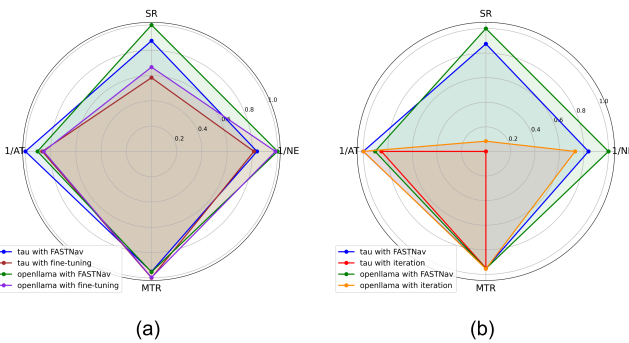 SR
1.0
0.8
0.6
0.4
0.2
1/AT
1/NE
MTR
tau with FASTNav
tau with fine-tuning
openllama with FASTNav
openllama with fine-tuning
(a)
SR
1.0
0.8
0.6
0.4
0.2
1/AT
1/NE
MTR
tau with FASTNav
tau with iteration
openllama with FASTNav
openllama with iteration
(b)